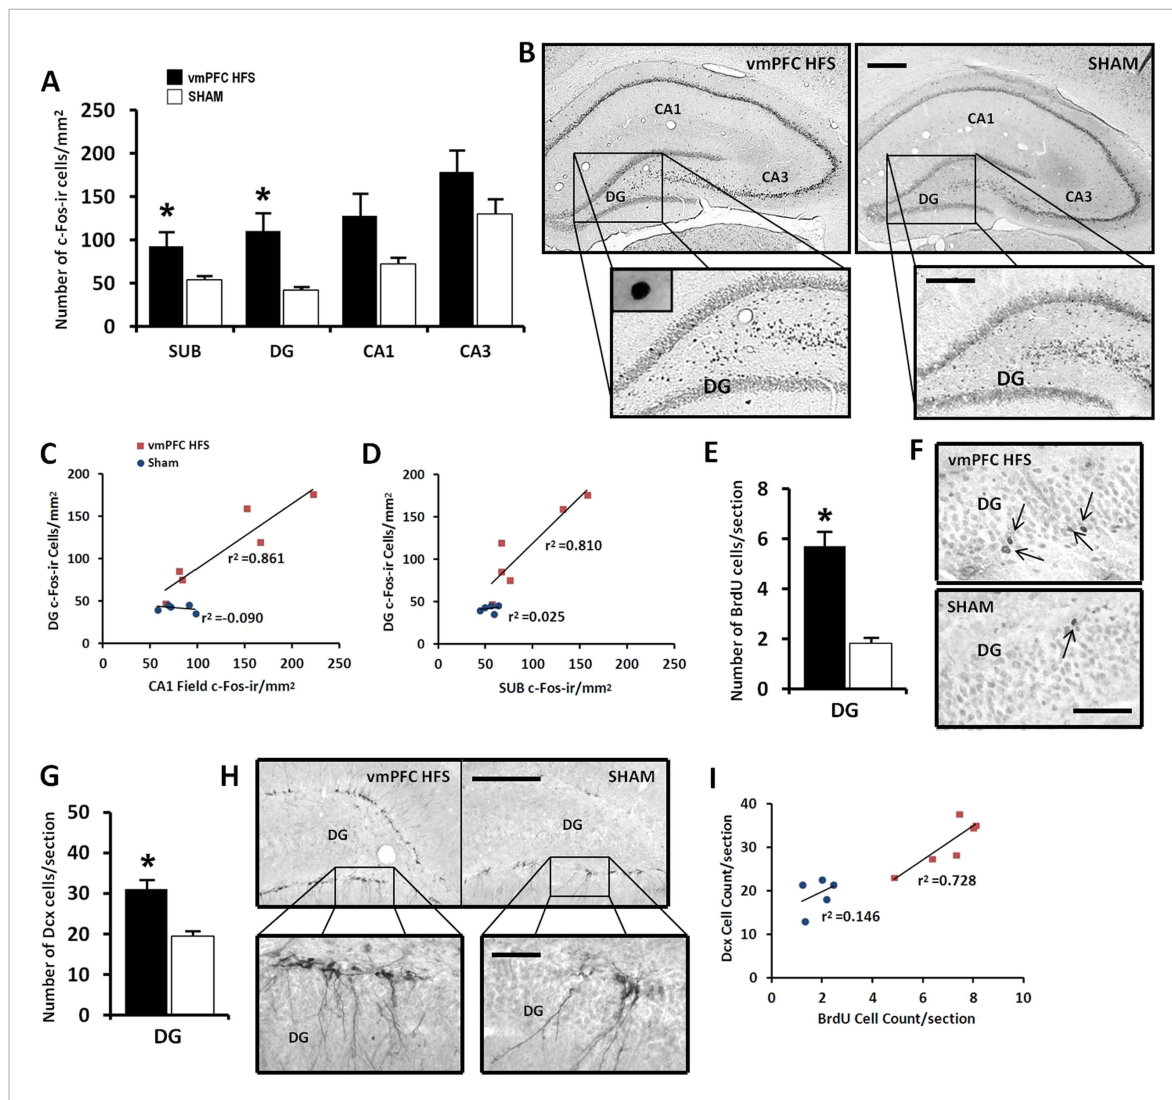 A
vmPFC HFS
SHAM
Number of c-Fos-ir cells/mm²
250
200
150
100
50
0
*
*
SUB
DG
CA1
CA3
B
vmPFC HFS
CA1
CA3
DG
SHAM
CA1
CA3
DG
DG
DG
C
vmPFC HFS
Sham
DG c-Fos-ir Cells/mm²
200
150
100
50
0
r² =0.861
r² =-0.090
0
50
100
150
200
250
CA1 Field c-Fos-ir/mm²
D
DG c-Fos-ir Cells/mm²
200
150
100
50
0
r² =0.810
r² =0.025
0
50
100
150
200
250
SUB c-Fos-ir/mm²
E
Number of BrdU cells/section
8
6
4
2
0
*
DG
F
vmPFC HFS
DG
SHAM
DG
G
Number of Dcx cells/section
50
40
30
20
10
0
*
DG
H
vmPFC HFS
DG
SHAM
DG
DG
DG
I
Dcx Cell Count/section
40
30
20
10
0
r² =0.728
r² =0.146
0
2
4
6
8
10
BrdU Cell Count/section